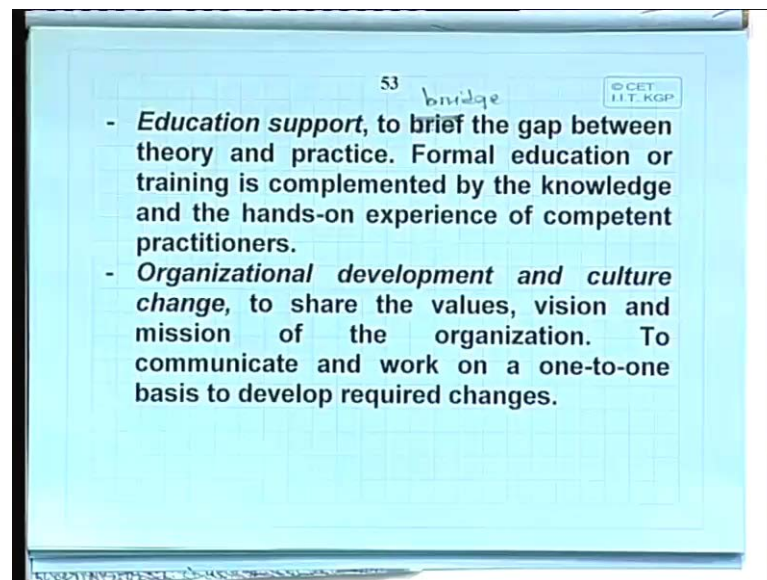 53
© CET
I.I.T. KGP
bridge
- Education support, to brief the gap between
theory and practice. Formal education or
training is complemented by the knowledge
and the hands-on experience of competent
practitioners.
- Organizational development and culture
change, to share the values, vision and
mission of the organization. To
communicate and work on a one-to-one
basis to develop required changes.